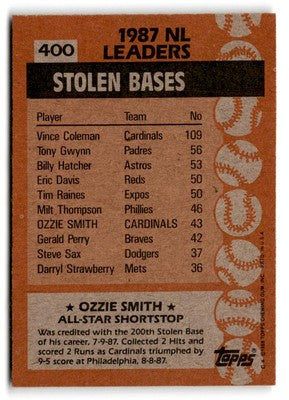 400
1987 NL
LEADERS
STOLEN BASES
Player Team No
Vince Coleman Cardinals 109
Tony Gwynn Padres 56
Billy Hatcher Astros 53
Eric Davis Reds 50
Tim Raines Expos 50
Milt Thompson Phillies 46
OZZIE SMITH CARDINALS 43
Gerald Perry Braves 42
Steve Sax Dodgers 37
Darryl Strawberry Mets 36
★ OZZIE SMITH ★
ALL-STAR SHORTSTOP
Was credited with the 200th Stolen Base
of his career, 7-9-87. Collected 2 Hits and
scored 2 Runs as Cardinals triumphed by
9-5 score at Philadelphia, 8-8-87.
Topps